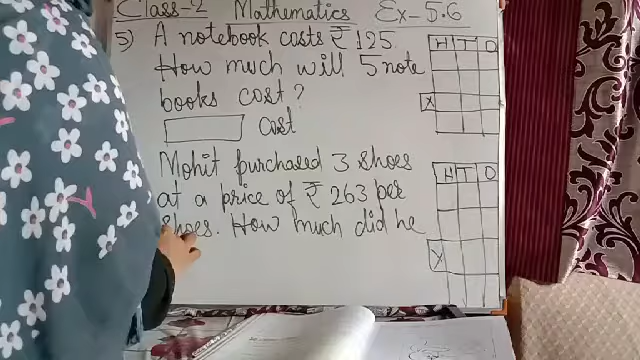 Class-2 Mathematics Ex-5.6
5) A notebook costs ₹ 125.
How much will 5 note
books cost?
cost
H T O
x
Mohit purchased 3 shoes
at a price of ₹ 263 per
shoes. How much did he
H T O
x